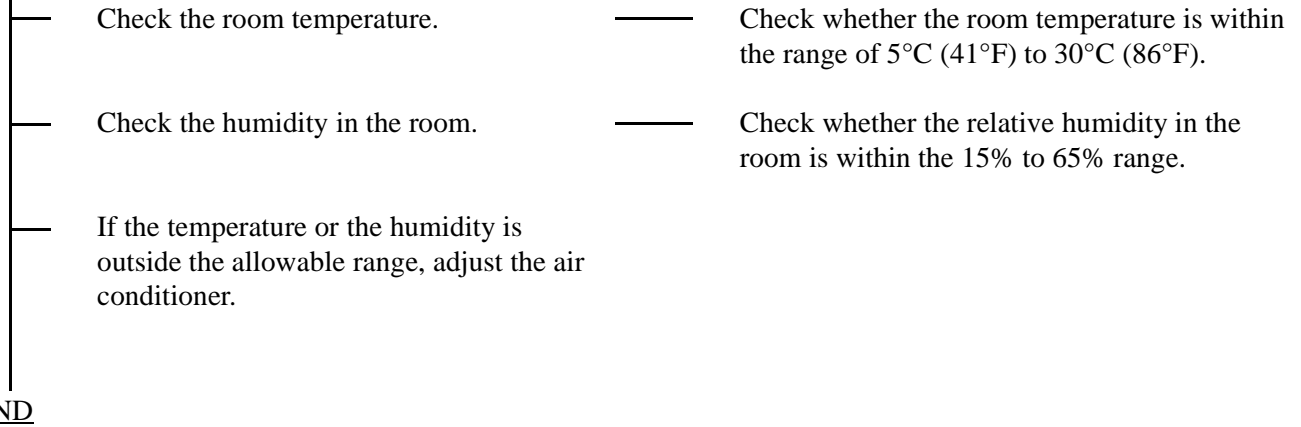 Check the room temperature.
Check whether the room temperature is within
the range of 5°C (41°F) to 30°C (86°F).
Check the humidity in the room.
Check whether the relative humidity in the
room is within the 15% to 65% range.
If the temperature or the humidity is
outside the allowable range, adjust the air
conditioner.
ND